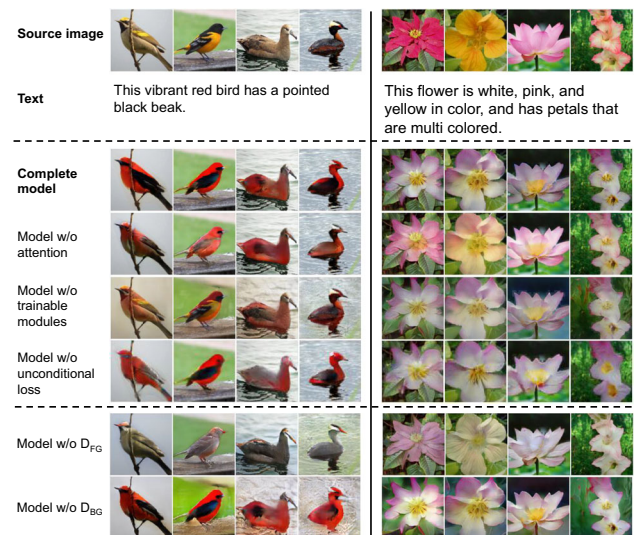 Source image
Text
This vibrant red bird has a pointed
black beak.
This flower is white, pink, and
yellow in color, and has petals that
are multi colored.
Complete
model
Model w/o
attention
Model w/o
trainable
modules
Model w/o
unconditional
loss
Model w/o D_FG
Model w/o D_BG